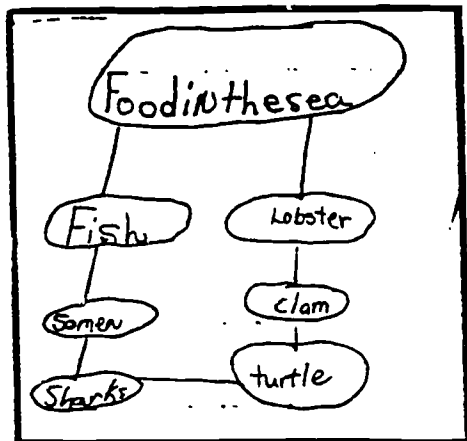 Foodinthesea
Fish
Lobster
Somen
clam
Sharks
turtle